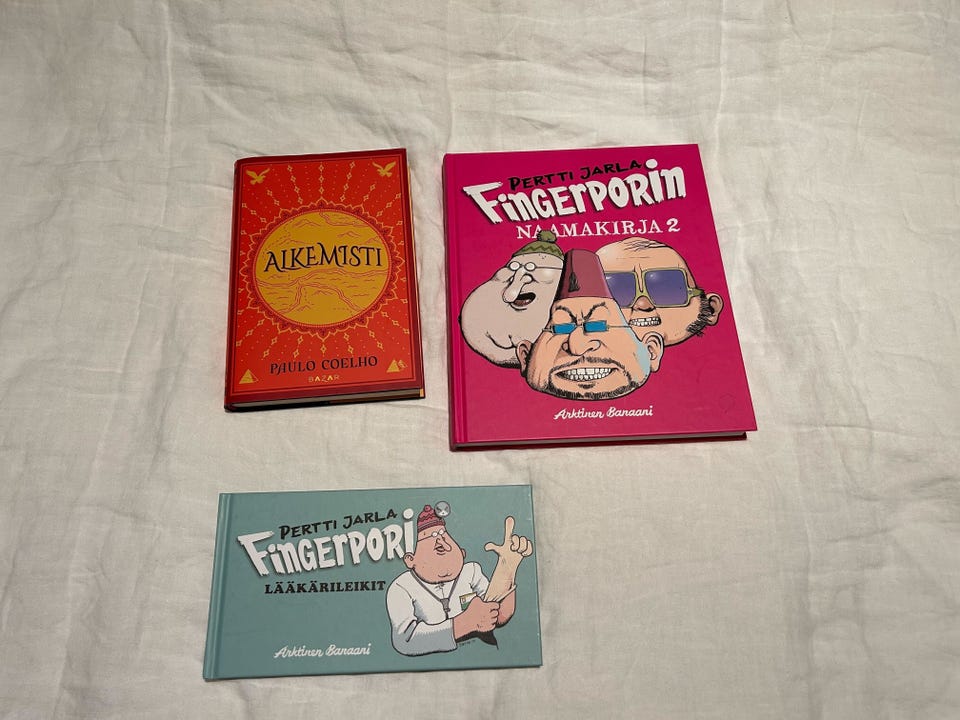 ALKEMISTI
PAULO COELHO
BAZAR
PERTTI JARLA
FINGERPORIN
NAAMAKIRJA 2
Arktinen Banaani
PERTTI JARLA
FINGERPORI
LÄÄKÄRILEIKIT
Arktinen Banaani